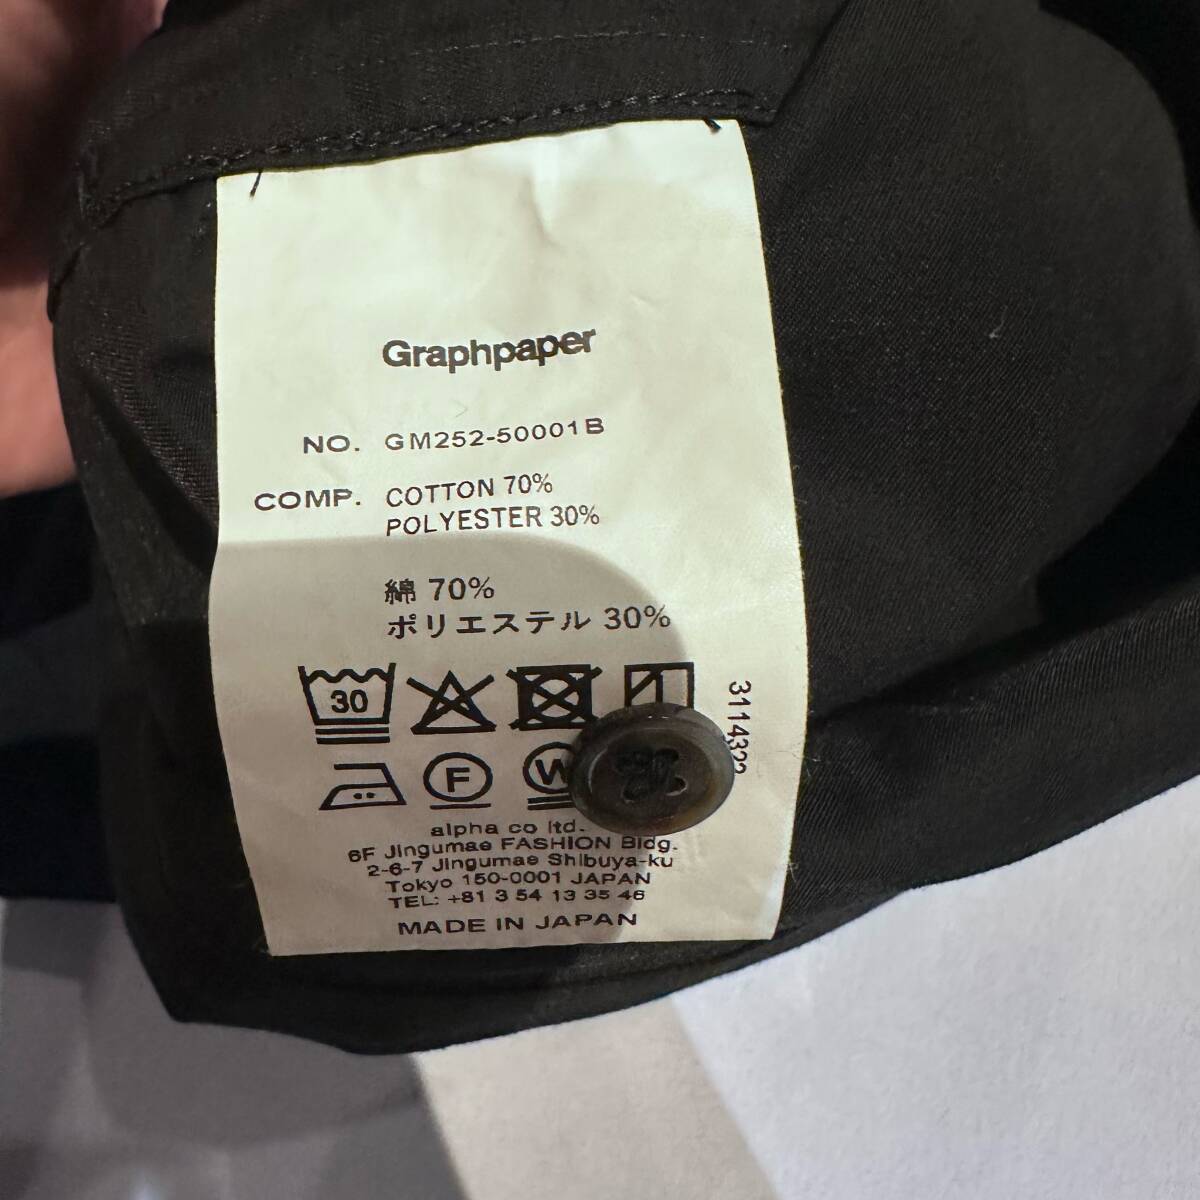 Graphpaper
NO. GM252-50001B
COMP. COTTON 70%
POLYESTER 30%
綿 70%
ポリエステル 30%
30
F
W
3114322
alpha co ltd.
6F Jingumae FASHION Bldg.
2-6-7 Jingumae Shibuya-ku
Tokyo 150-0001 JAPAN
TEL: +81 3 54 13 35 46
MADE IN JAPAN